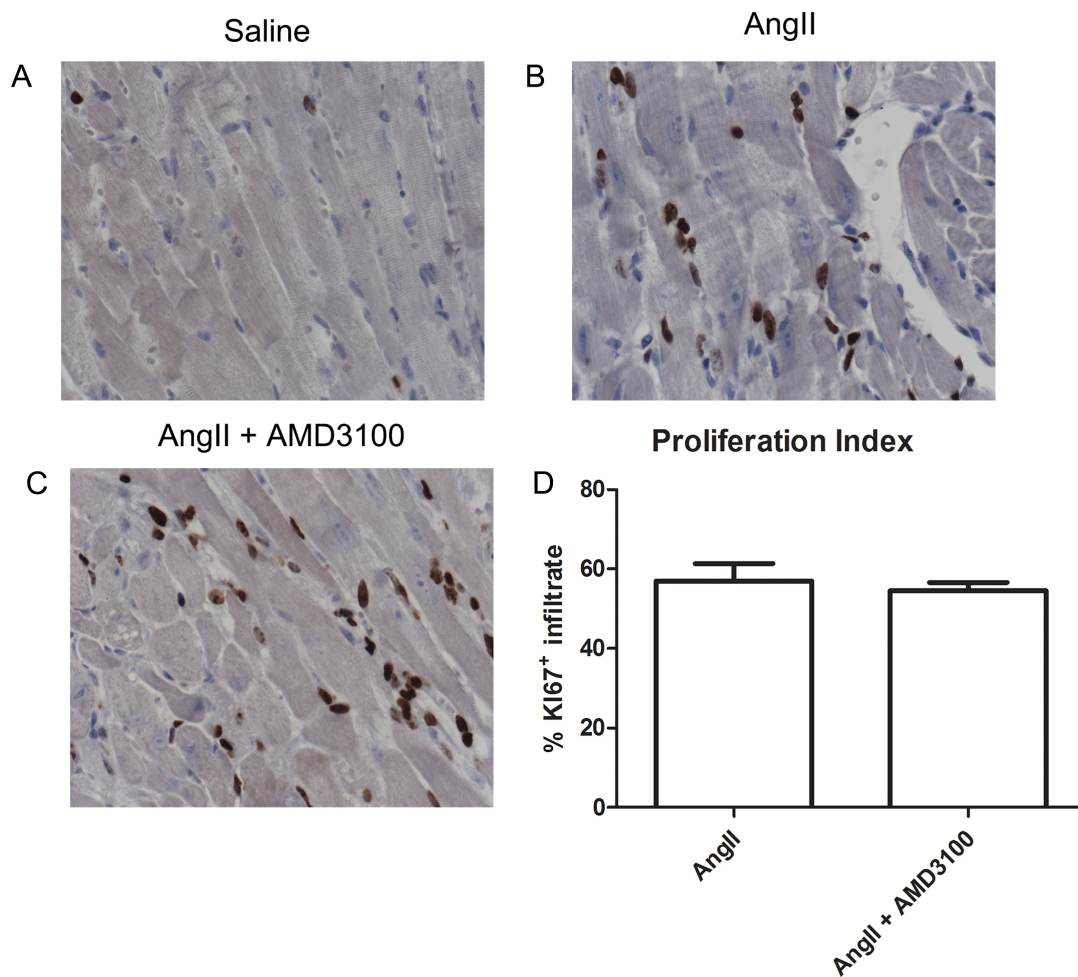 Saline
AngII
A
B
AngII + AMD3100
Proliferation Index
C
D
80
60
40
20
0
% KI67⁺ infiltrate
AngII
AngII + AMD3100